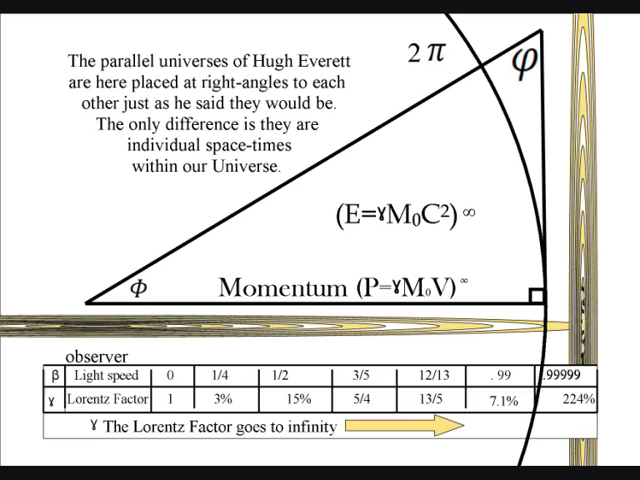 The parallel universes of Hugh Everett
are here placed at right-angles to each
other just as he said they would be.
The only difference is they are
individual space-times
within our Universe.
2 π
φ
(E=ɤM₀C²) ∞
Φ
Momentum (P=ɤM₀V) ∞
observer
β Light speed 0 1/4 1/2 3/5 12/13 . 99 .99999
ɤ Lorentz Factor 1 3% 15% 5/4 13/5 7.1% 224%
ɤ The Lorentz Factor goes to infinity